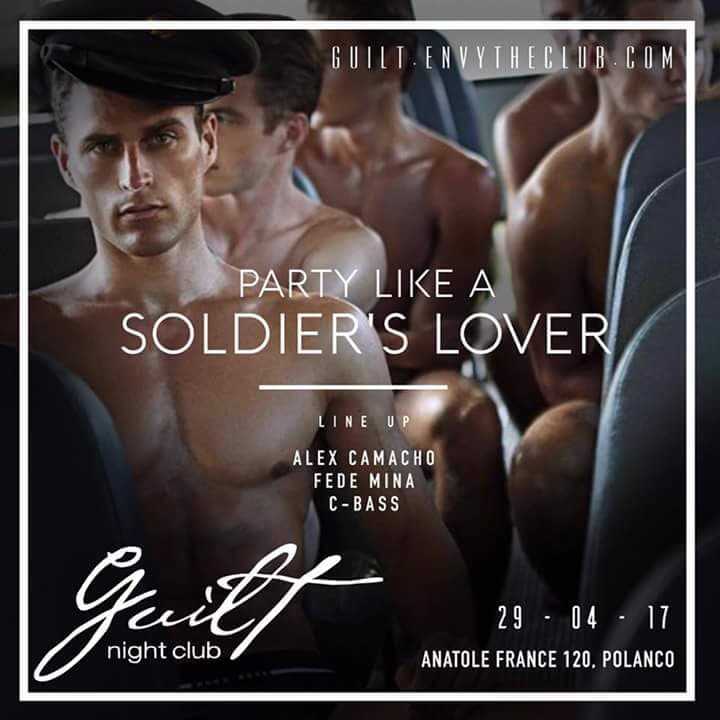 GUILT.ENVYTHECLUB.COM
PARTY LIKE A
SOLDIER'S LOVER
LINE UP
ALEX CAMACHO
FEDE MINA
C-BASS
guilt
night club
29 - 04 - 17
ANATOLE FRANCE 120, POLANCO